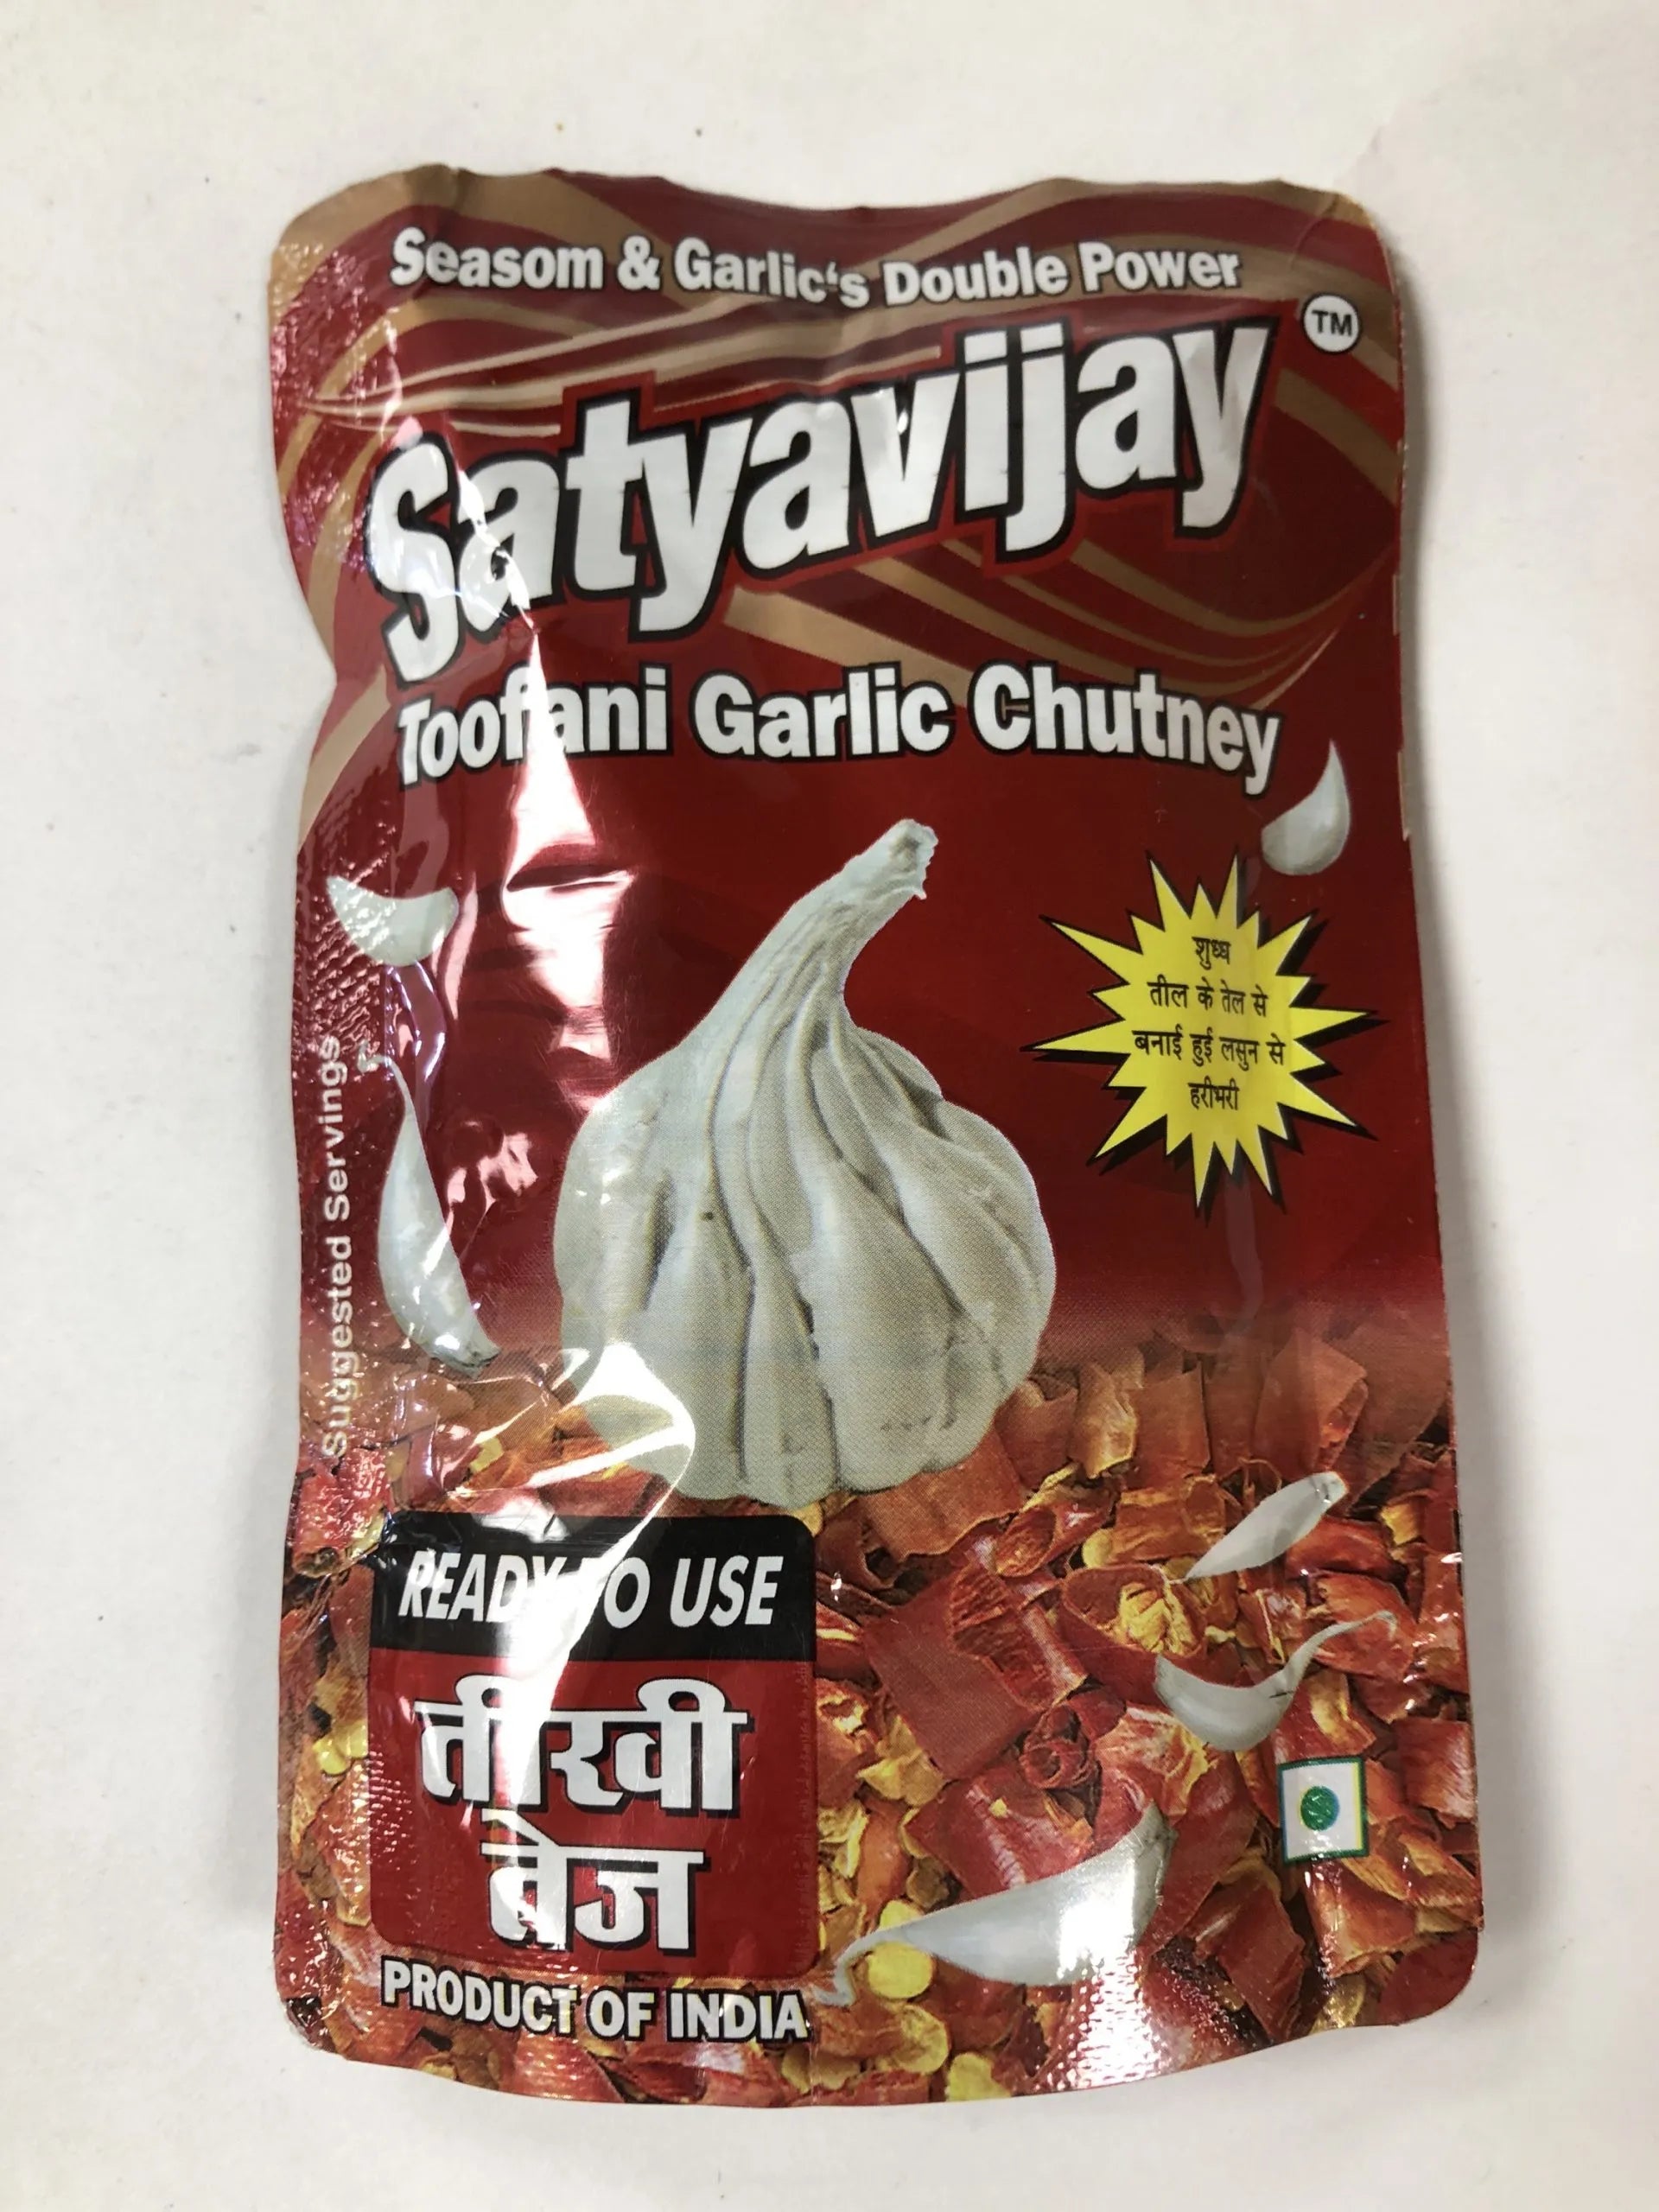 Seasom & Garlic's Double Power
Satyavijay
TM
Toofani Garlic Chutney
शुध्ध
तील के तेल से
बनाई हुई लसुन से
हरीभरी
Suggested Servings
READY TO USE
तीखी
तेज
PRODUCT OF INDIA